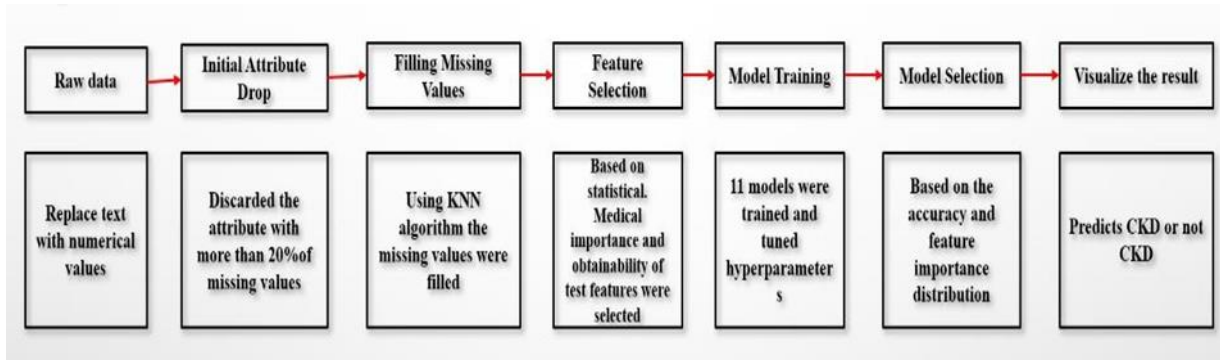 Raw data
Initial Attribute
Drop
Filling Missing
Values
Feature
Selection
Model Training
Model Selection
Visualize the result
Replace text
with numerical
values
Discarded the
attribute with
more than 20%of
missing values
Using KNN
algorithm the
missing values were
filled
Based on
statistical.
Medical
importance and
obtainability of
test features were
selected
11 models were
trained and
tuned
hyperparameter
s
Based on the
accuracy and
feature
importance
distribution
Predicts CKD or not
CKD